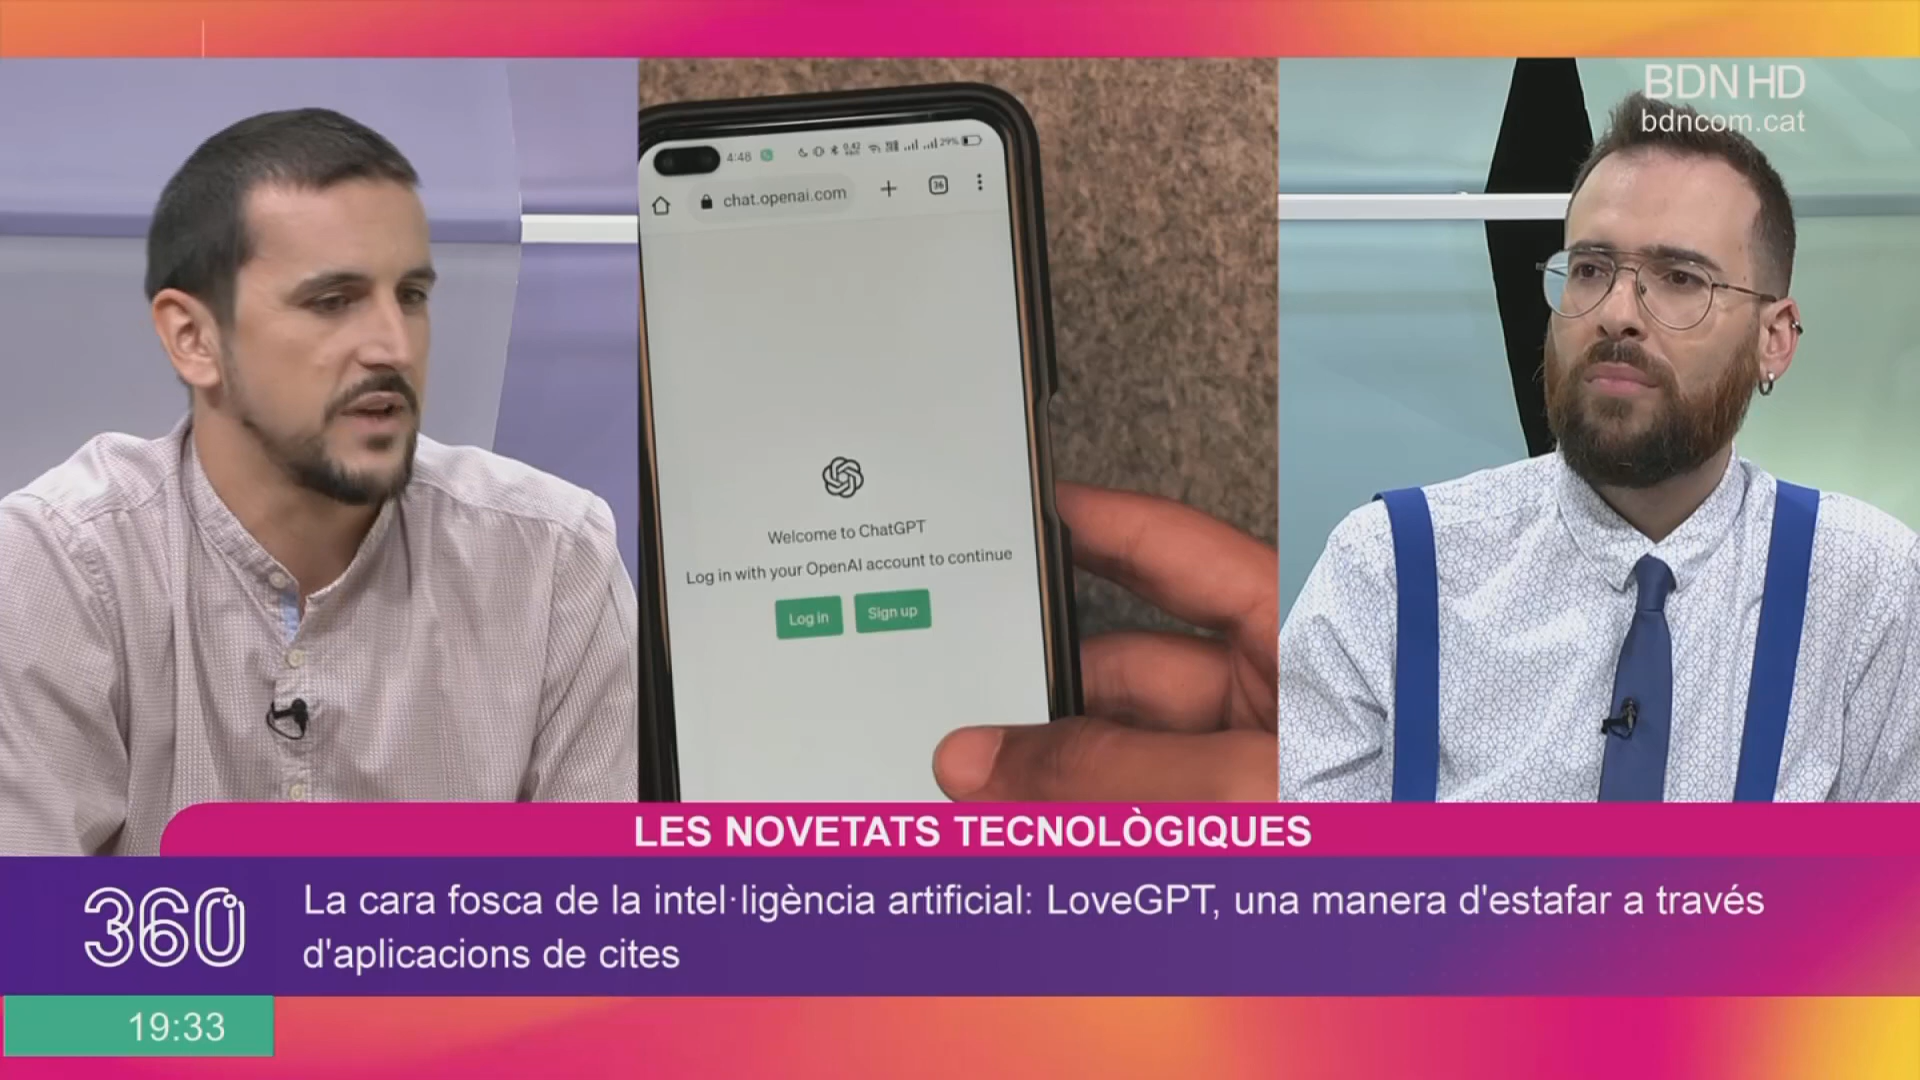 BDN HD
bdncom.cat
4:48
29%
chat.openai.com
36
Welcome to ChatGPT
Log in with your OpenAI account to continue
Log in
Sign up
LES NOVETATS TECNOLÒGIQUES
360
La cara fosca de la intel·ligència artificial: LoveGPT, una manera d'estafar a través
d'aplicacions de cites
19:33